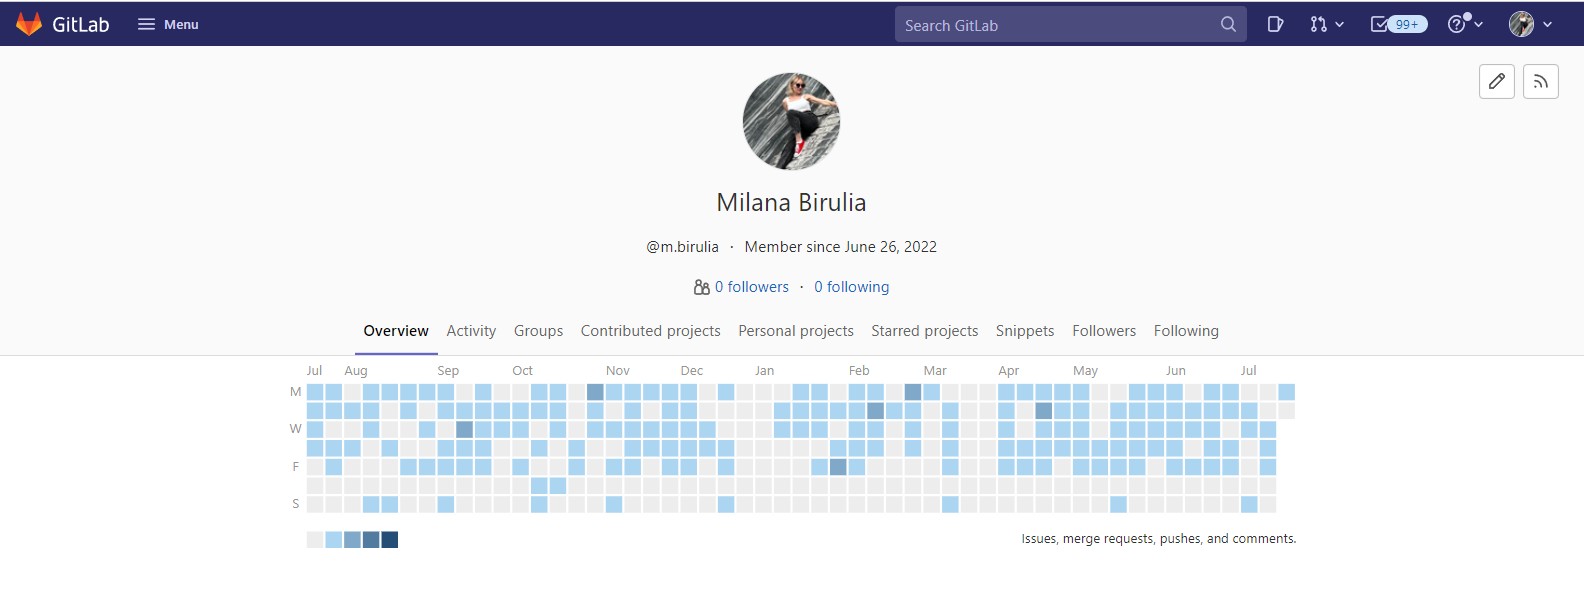 GitLab Menu Search GitLab 99+
Milana Birulia
@m.birulia · Member since June 26, 2022
0 followers · 0 following
Overview Activity Groups Contributed projects Personal projects Starred projects Snippets Followers Following
Jul Aug Sep Oct Nov Dec Jan Feb Mar Apr May Jun Jul
M
W
F
S
Issues, merge requests, pushes, and comments.